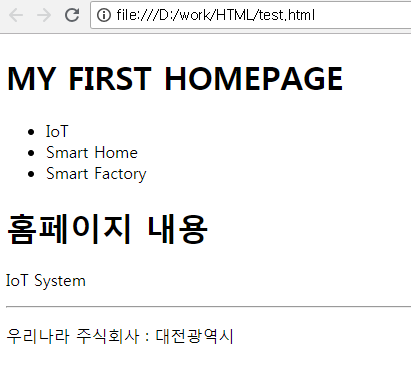 file:///D:/work/HTML/test.html
MY FIRST HOMEPAGE
IoT
Smart Home
Smart Factory
홈페이지 내용
IoT System
우리나라 주식회사 : 대전광역시